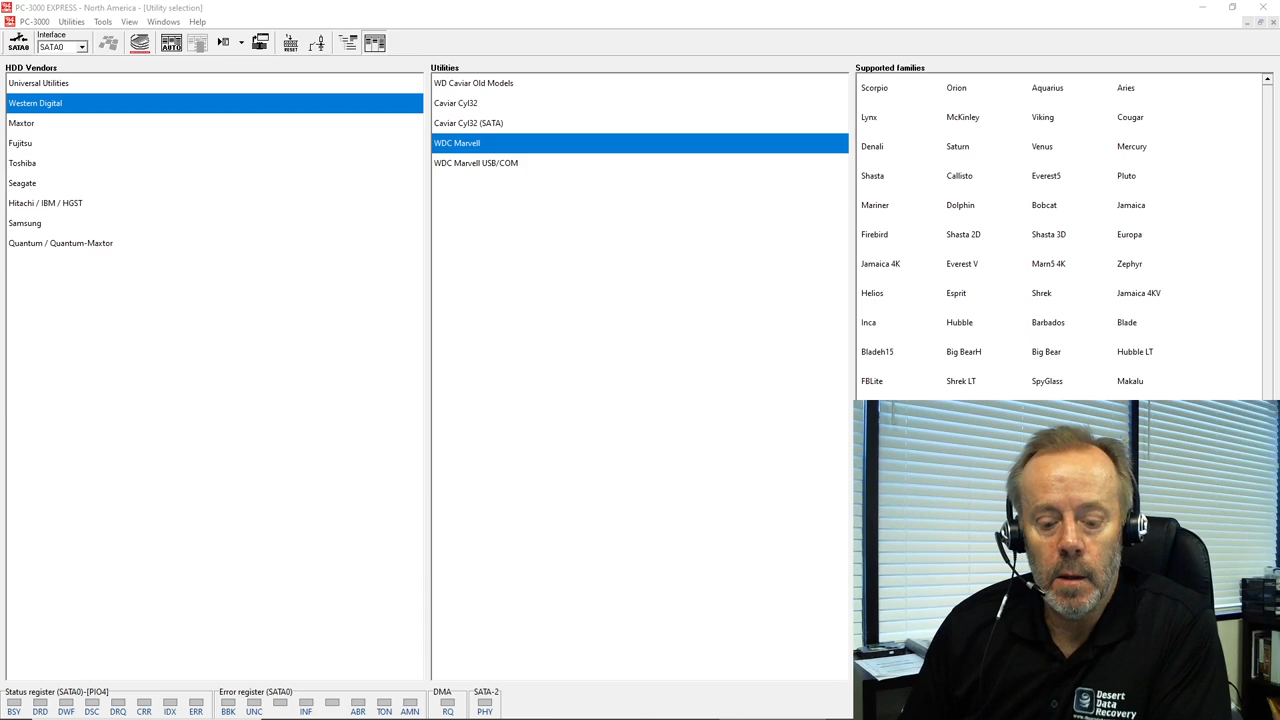 PC-3000 EXPRESS - North America - [Utility selection]
PC-3000 Utilities Tools View Windows Help
SATA0
Interface
SATA0
AUTO
RESET
HDD Vendors
Universal Utilities
Western Digital
Maxtor
Fujitsu
Toshiba
Seagate
Hitachi / IBM / HGST
Samsung
Quantum / Quantum-Maxtor
Utilities
WD Caviar Old Models
Caviar Cyl32
Caviar Cyl32 (SATA)
WDC Marvell
WDC Marvell USB/COM
Supported families
Scorpio Orion Aquarius Aries
Lynx McKinley Viking Cougar
Denali Saturn Venus Mercury
Shasta Callisto Everest5 Pluto
Mariner Dolphin Bobcat Jamaica
Firebird Shasta 2D Shasta 3D Europa
Jamaica 4K Everest V Marn5 4K Zephyr
Helios Esprit Shrek Jamaica 4KV
Inca Hubble Barbados Blade
Bladeh15 Big BearH Big Bear Hubble LT
FBLite Shrek LT SpyGlass Makalu
Desert
Data
Recovery
Status register (SATA0)-[PIO4]
BSY DRD DWF DSC DRQ CRR IDX ERR
Error register (SATA0)
BBK UNC INF ABR TON AMN
DMA
RQ
SATA-2
PHY